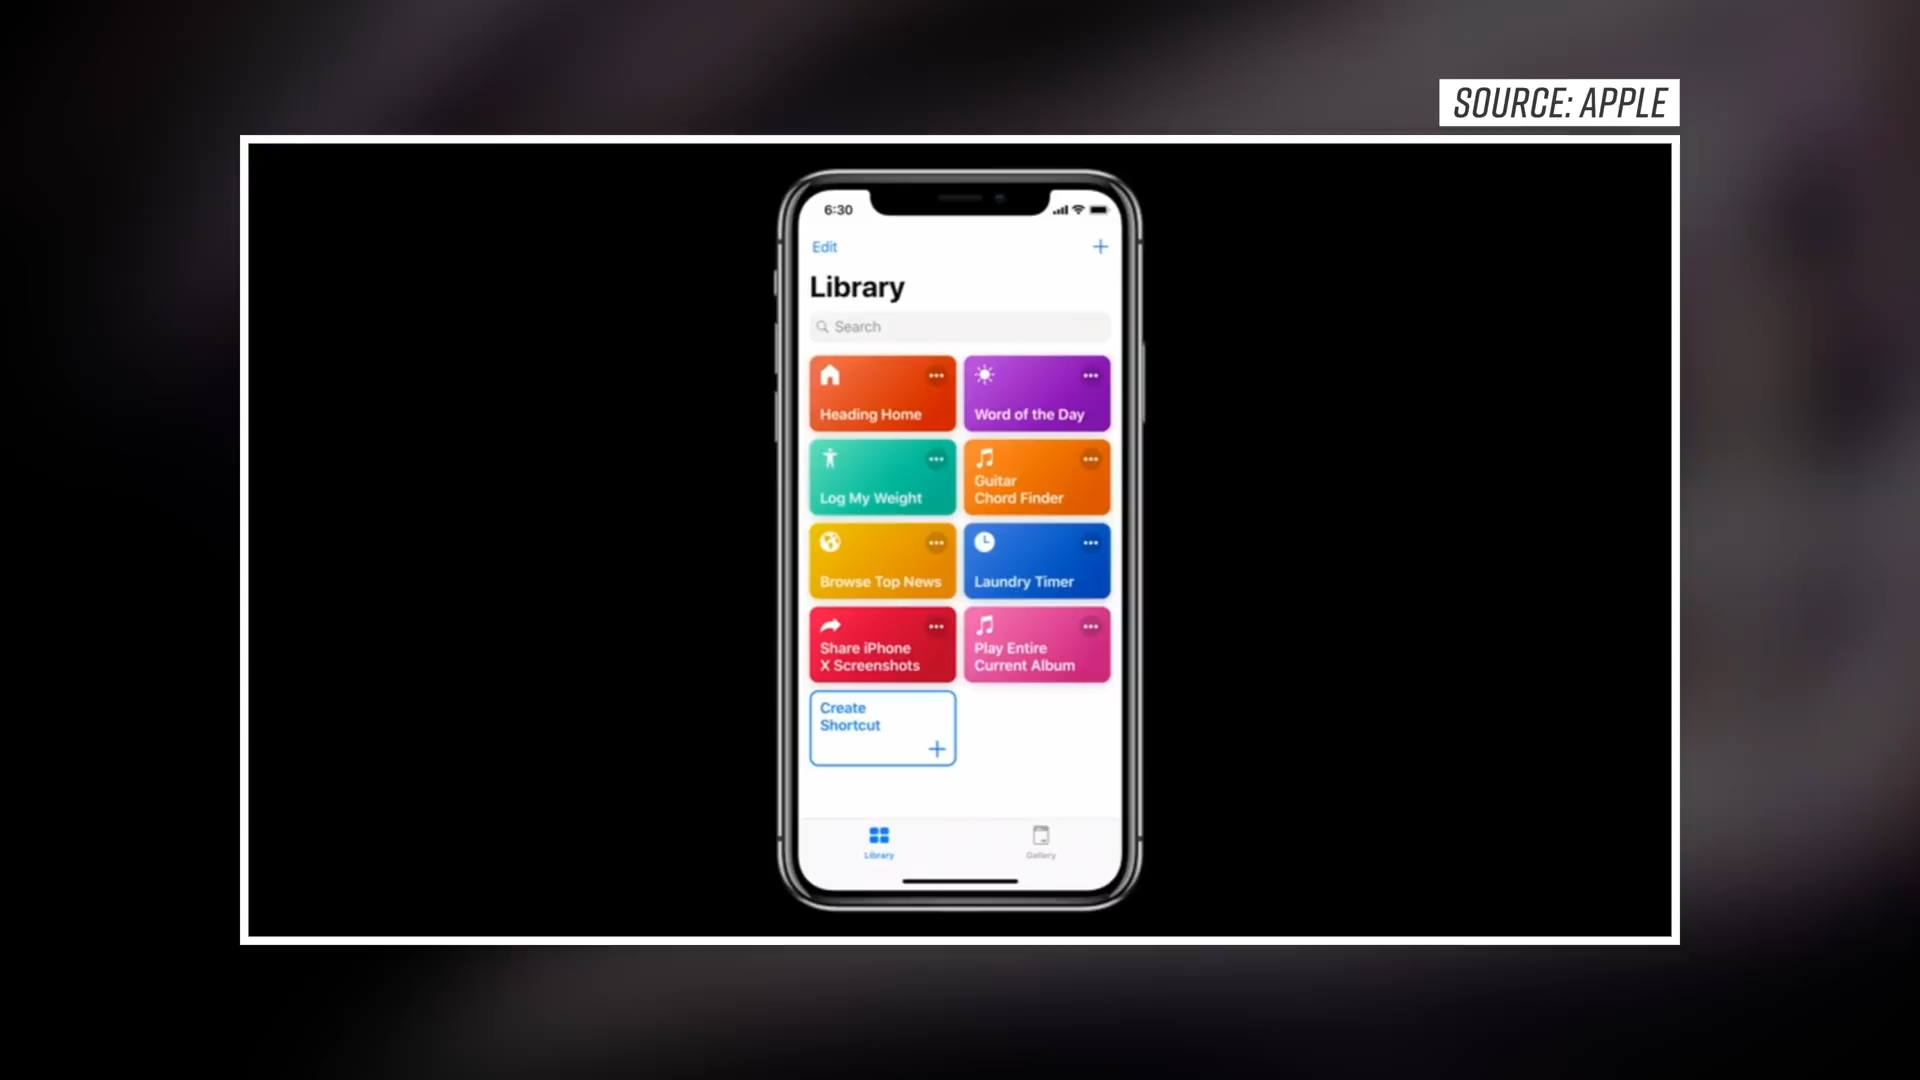 SOURCE: APPLE
6:30
Edit
Library
Search
Heading Home
Word of the Day
Log My Weight
Guitar
Chord Finder
Browse Top News
Laundry Timer
Share iPhone
X Screenshots
Play Entire
Current Album
Create
Shortcut
Library
Gallery